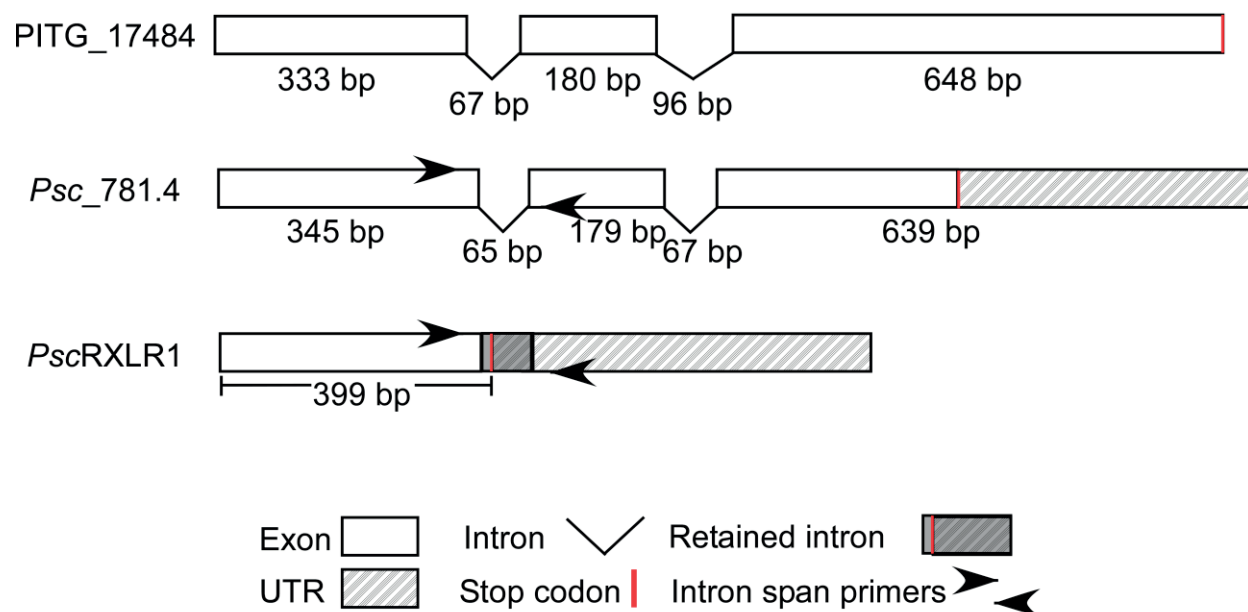 PITG_17484
333 bp
67 bp
180 bp
96 bp
648 bp
Psc_781.4
345 bp
65 bp
179 bp
67 bp
639 bp
PscRXLR1
399 bp
Exon
Intron
Retained intron
UTR
Stop codon
Intron span primers